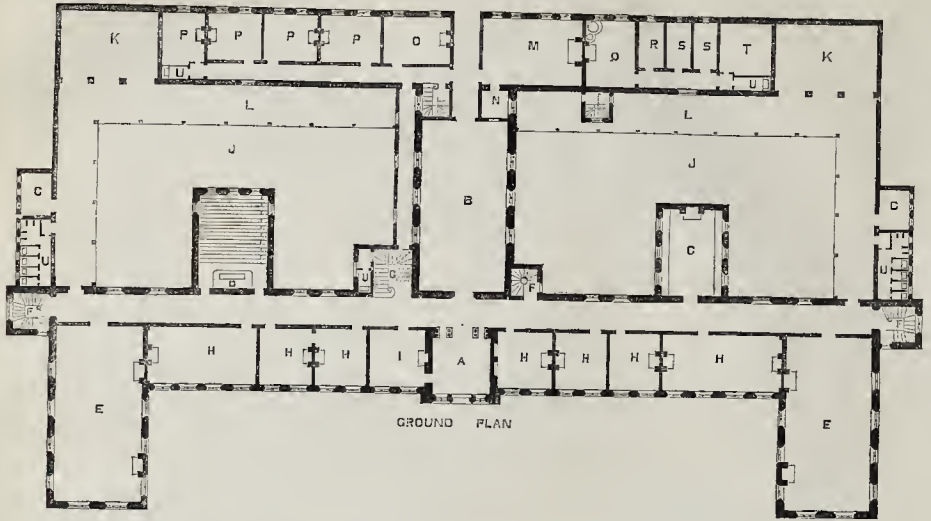 K P P P P O M Q R S S T K
U U
L F N L
J J
C B C
G
U D U G F U
F F
H H H I A H H H H
E E
GROUND PLAN